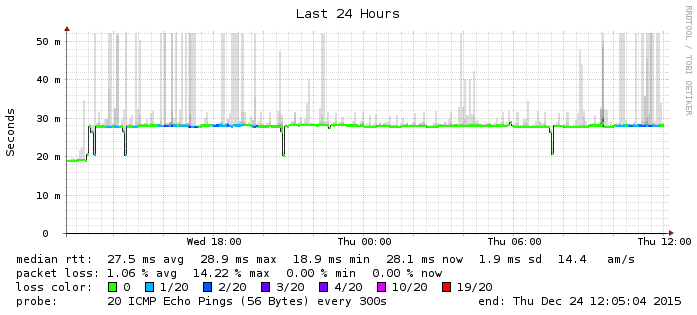 Last 24 Hours
RRDTOOL / TOBI OETIKER
Seconds
50 m
40 m
30 m
20 m
10 m
0
Wed 18:00 Thu 00:00 Thu 06:00 Thu 12:00
median rtt: 27.5 ms avg 28.9 ms max 18.9 ms min 28.1 ms now 1.9 ms sd 14.4 am/s
packet loss: 1.06 % avg 14.22 % max 0.00 % min 0.00 % now
loss color: 0 1/20 2/20 3/20 4/20 10/20 19/20
probe: 20 ICMP Echo Pings (56 Bytes) every 300s end: Thu Dec 24 12:05:04 2015